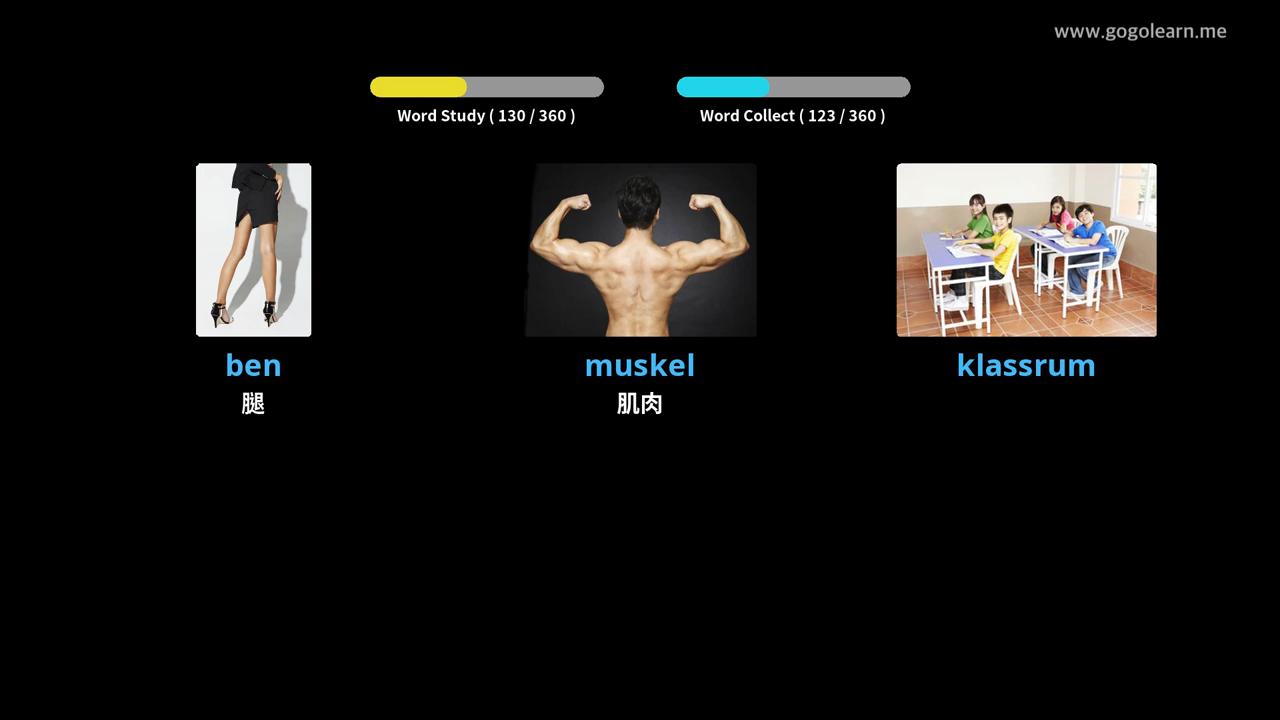 www.gogolearn.me
Word Study ( 130 / 360 )
Word Collect ( 123 / 360 )
ben
muskel
klassrum
腿
肌肉